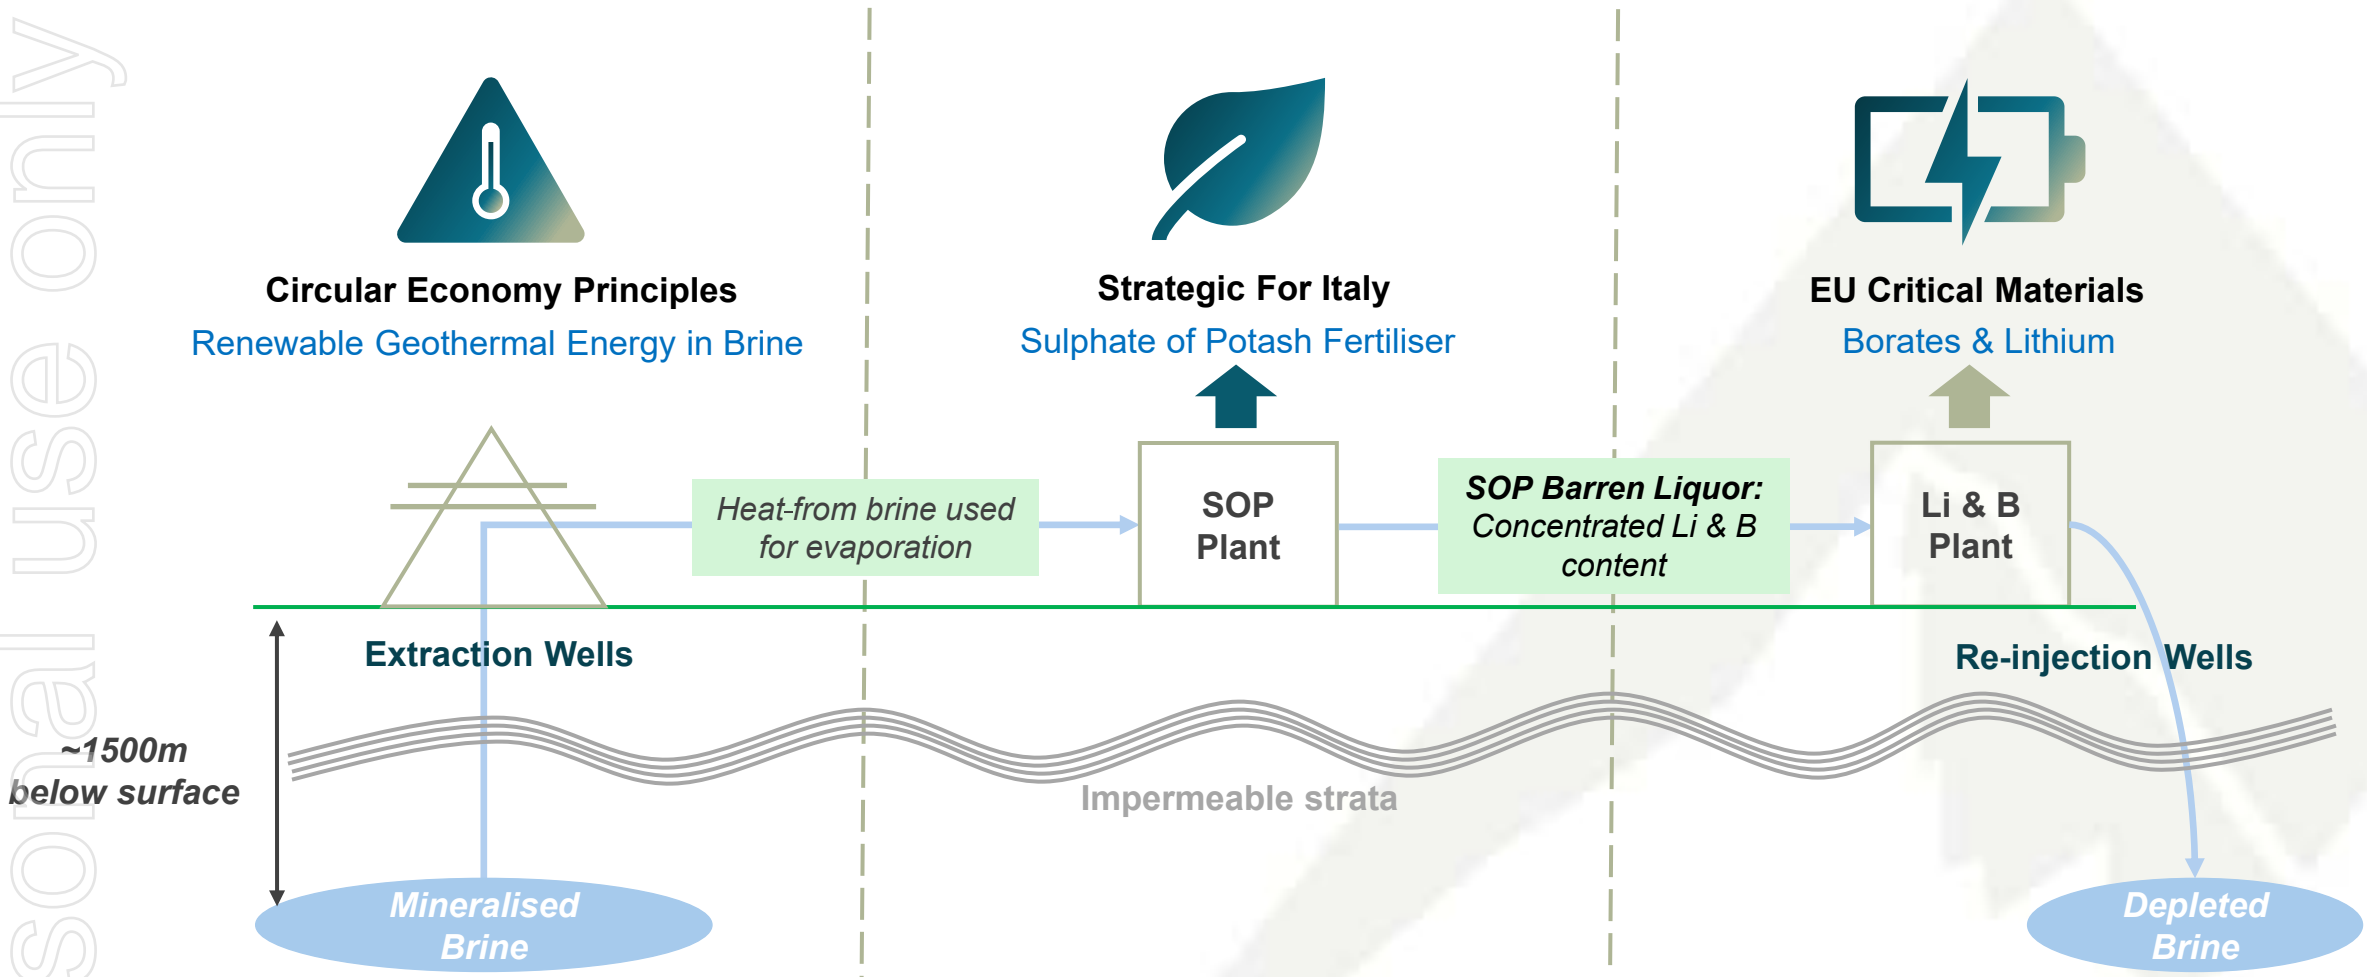 Circular Economy Principles
Renewable Geothermal Energy in Brine
Strategic For Italy
Sulphate of Potash Fertiliser
EU Critical Materials
Borates & Lithium
Heat-from brine used
for evaporation
SOP
Plant
SOP Barren Liquor:
Concentrated Li & B
content
Li & B
Plant
Extraction Wells
Re-injection Wells
~1500m
below surface
Impermeable strata
Mineralised
Brine
Depleted
Brine
sonal use only